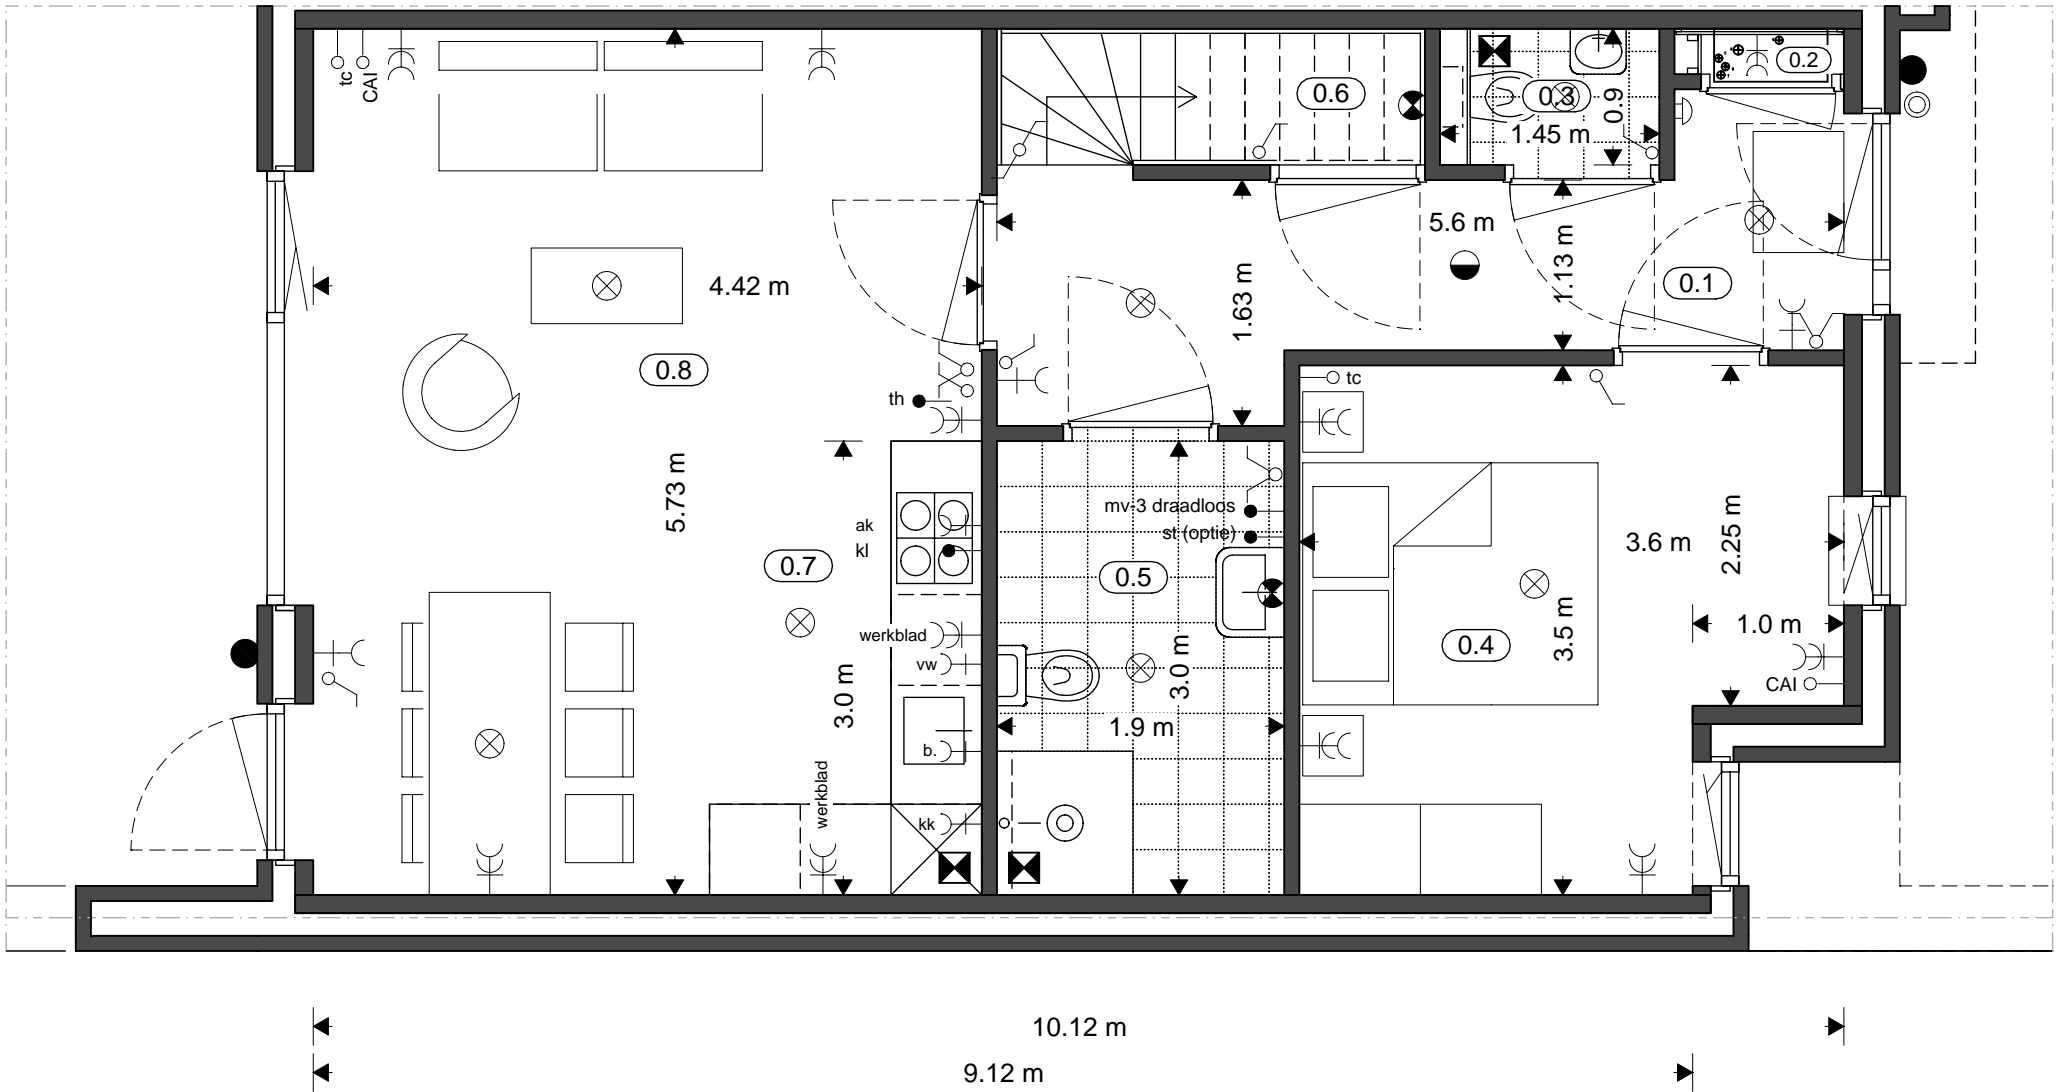 tc
CAI
0.6
0.3
0.9
1.45 m
0.2
5.6 m
1.13 m
0.1
4.42 m
1.63 m
0.8
th
tc
5.73 m
ak
kl
mv-3 draadloos
st (optie)
3.6 m
2.25 m
0.7
0.5
werkblad
vw
3.0 m
3.0 m
0.4
3.5 m
1.0 m
CAI
1.9 m
b.
werkblad
kk
10.12 m
9.12 m